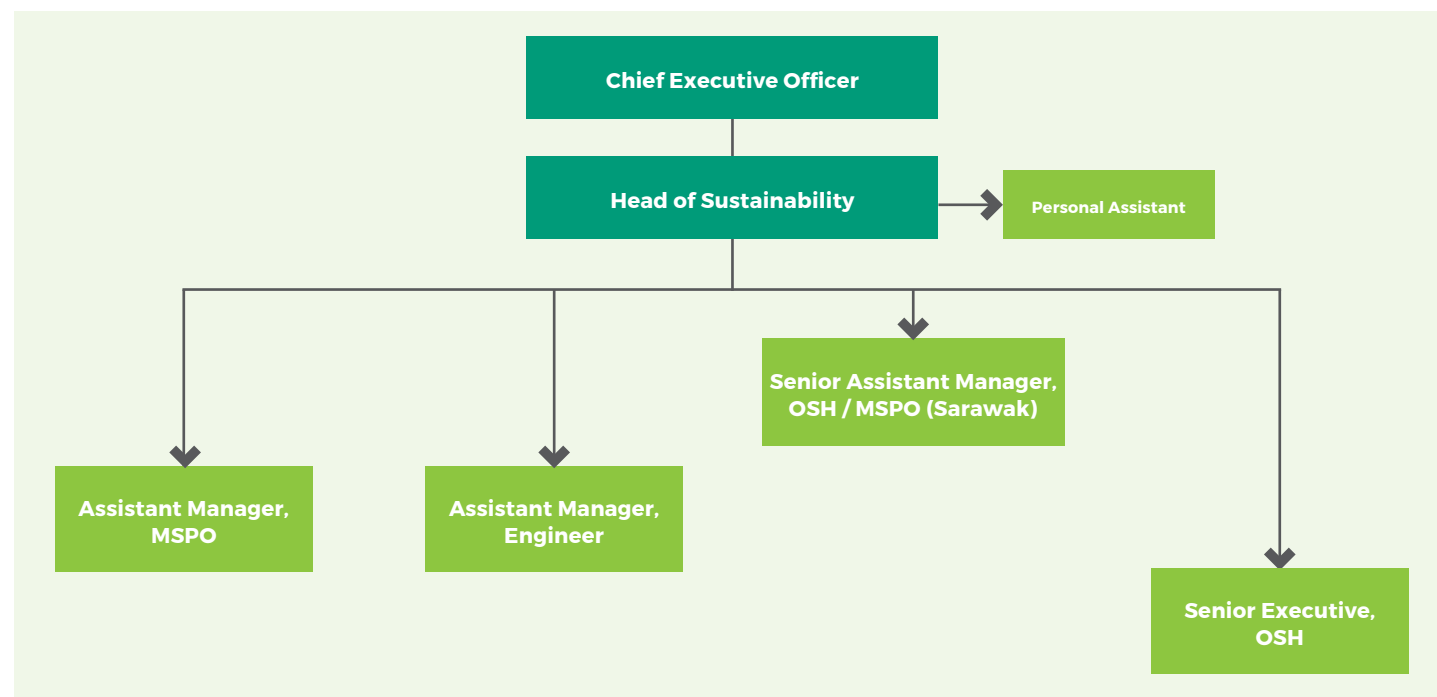 Chief Executive Officer
Head of Sustainability
Personal Assistant
Senior Assistant Manager,
OSH / MSPO (Sarawak)
Assistant Manager,
MSPO
Assistant Manager,
Engineer
Senior Executive,
OSH